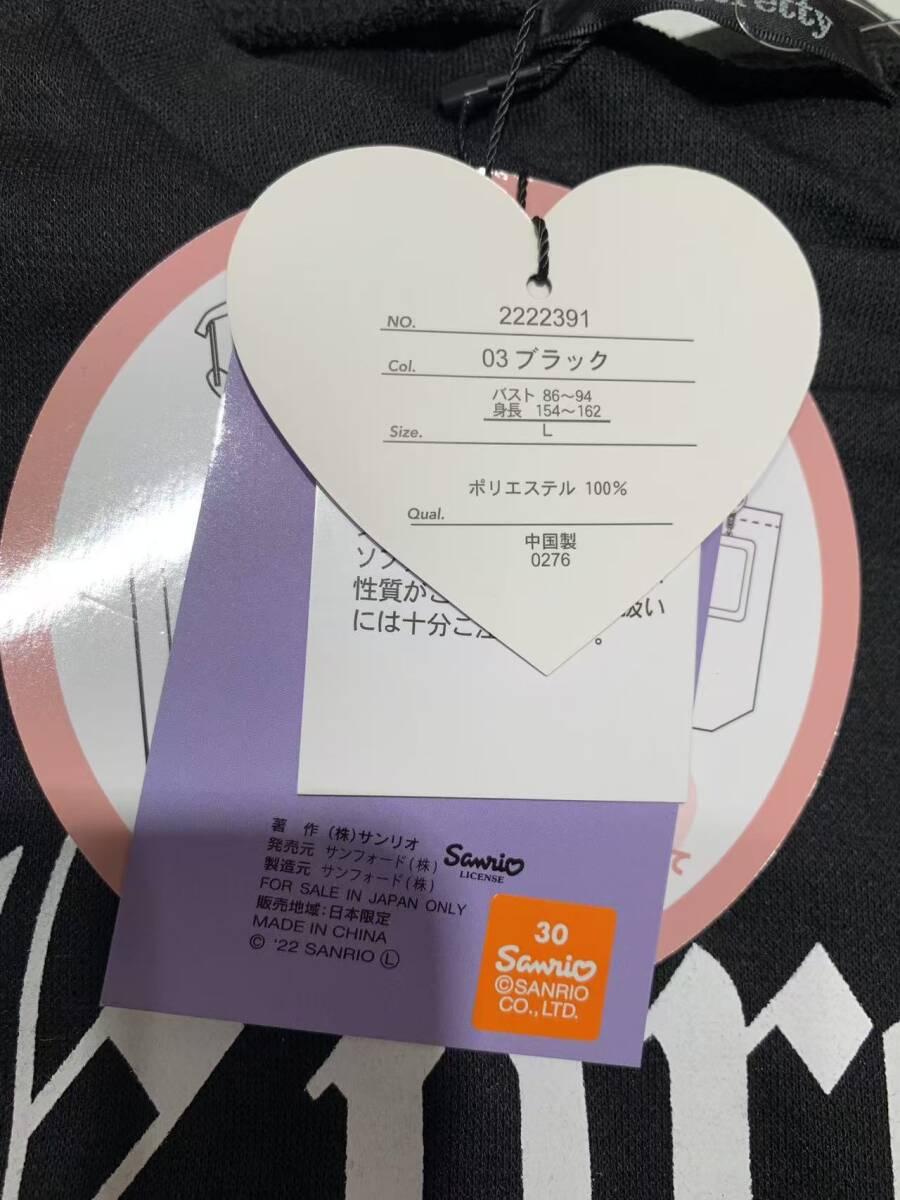 NO. 2222391
Col. 03 ブラック
バスト 86～94
身長 154～162
Size. L
ポリエステル 100%
Qual.
中国製
0276
性質が
には十分ご
扱い
著 作 (株)サンリオ
発売元 サンフォード(株)
製造元 サンフォード(株)
FOR SALE IN JAPAN ONLY
販売地域:日本限定
MADE IN CHINA
© '22 SANRIO Ⓛ
Sanrio
LICENSE
30
Sanrio
©SANRIO
CO.,LTD.
て